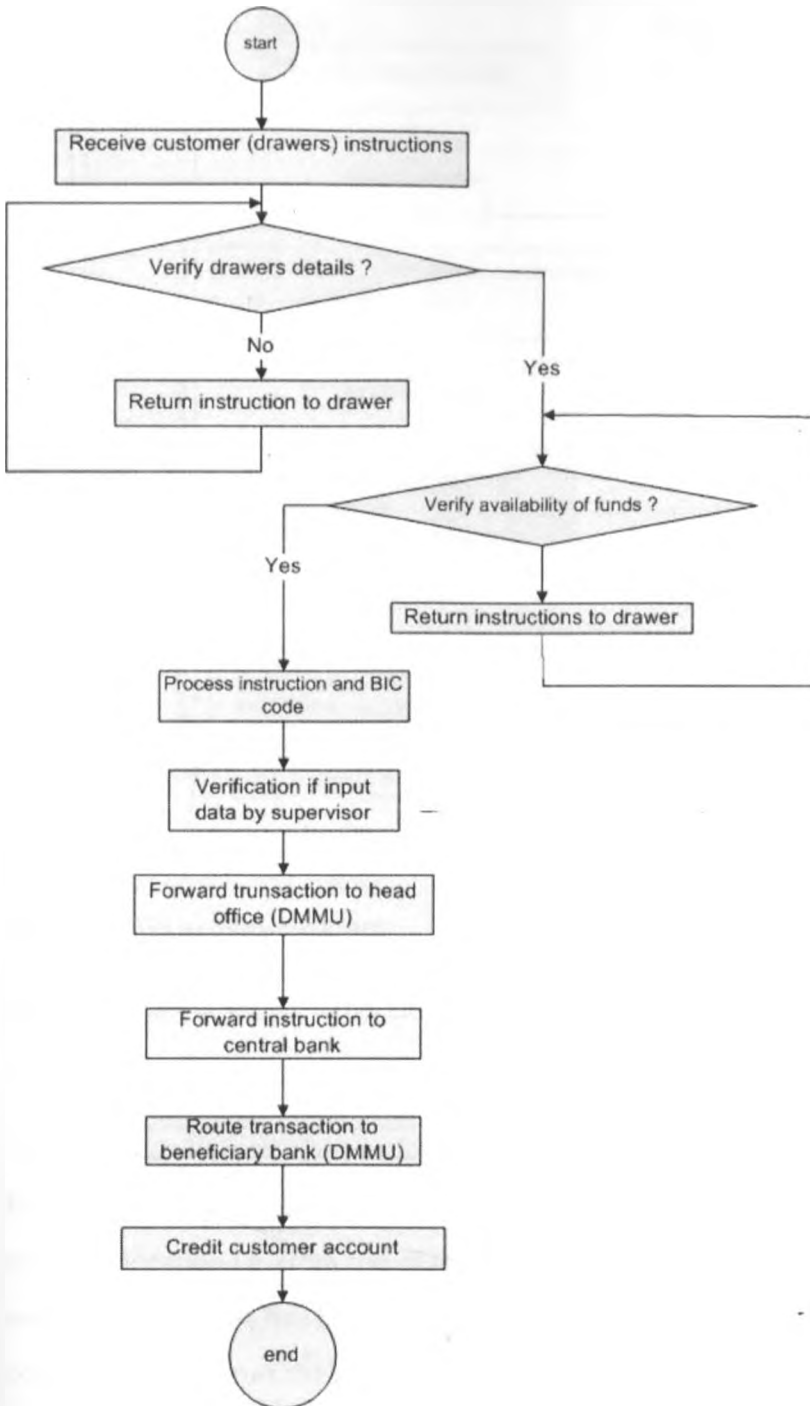 start
Receive customer (drawers) instructions
Verify drawers details ?
No
Return instruction to drawer
Yes
Verify availability of funds ?
Yes
Return instructions to drawer
Process instruction and BIC
code
Verification if input
data by supervisor
Forward trunsaction to head
office (DMMU)
Forward instruction to
central bank
Route transaction to
beneficiary bank (DMMU)
Credit customer account
end